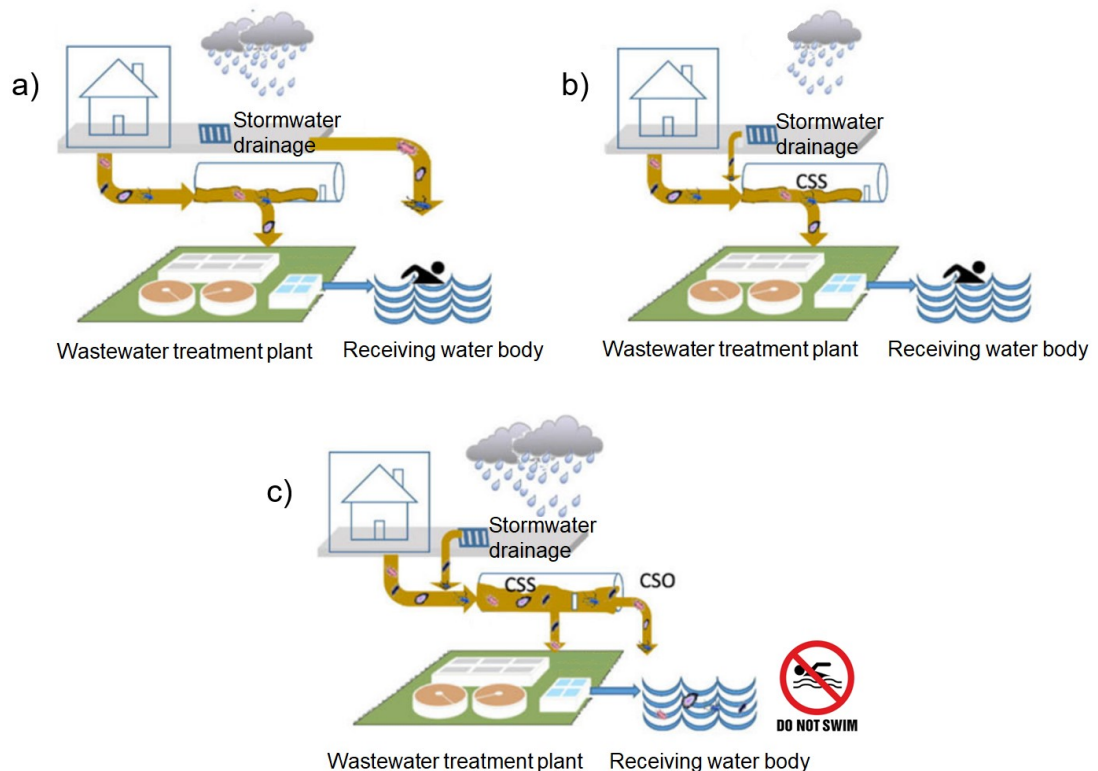 a)
Stormwater
drainage
Wastewater treatment plant
Receiving water body
b)
Stormwater
drainage
CSS
Wastewater treatment plant
Receiving water body
c)
Stormwater
drainage
CSS
CSO
DO NOT SWIM
Wastewater treatment plant
Receiving water body